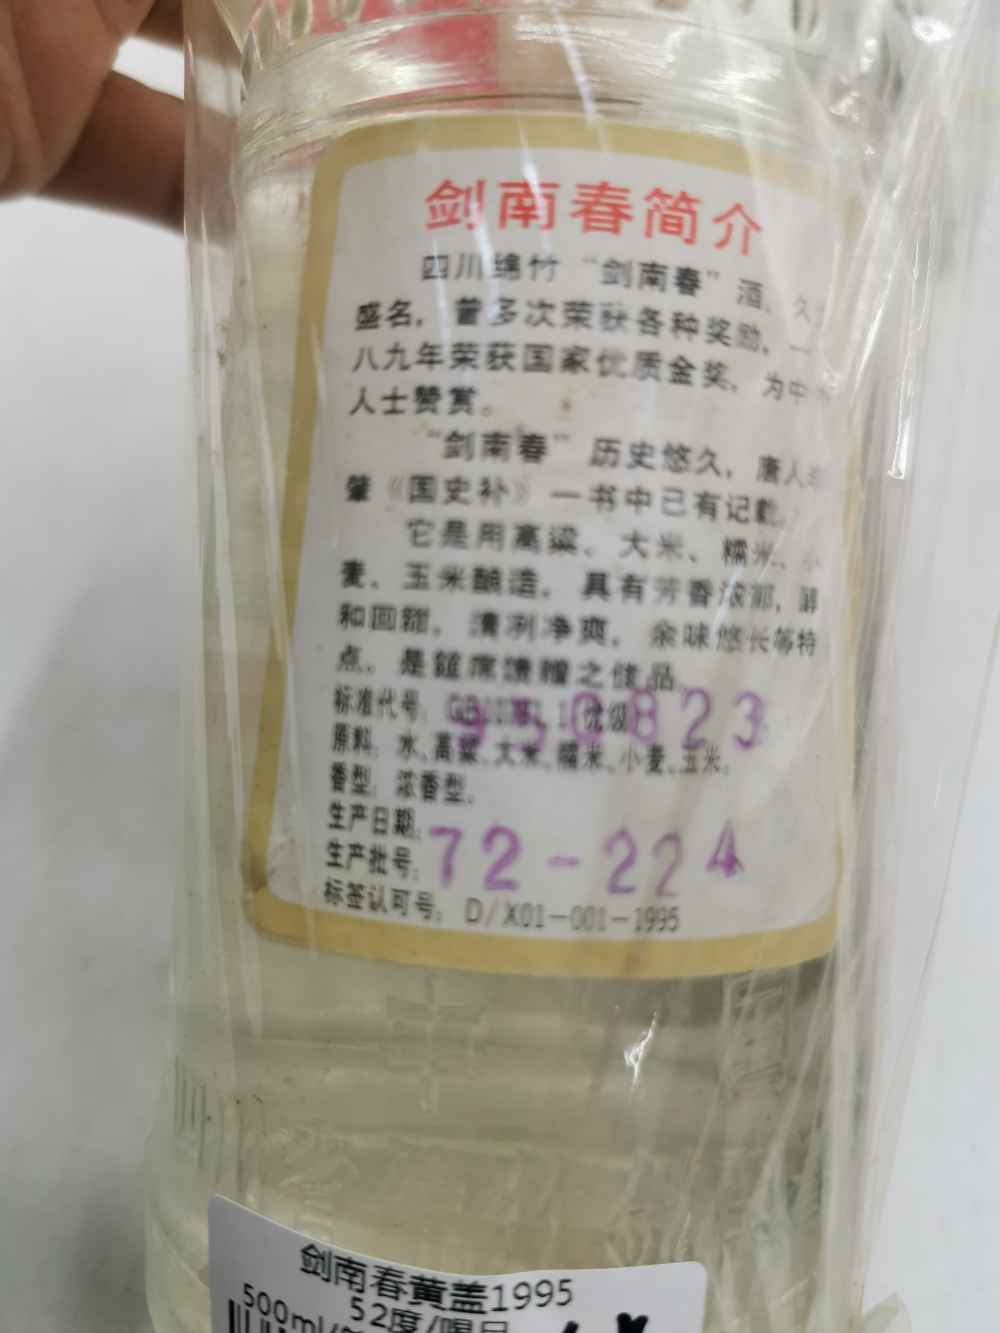 剑南春简介
四川绵竹“剑南春”酒，久
盛名，曾多次荣获各种奖励，一
八九年荣获国家优质金奖，为中
人士赞赏。
“剑南春”历史悠久，唐人
肇《国史补》一书中已有记载。
它是用高粱、大米、糯米、小
麦、玉米酿造，具有芳香浓郁，醇
和回甜，清冽净爽，余味悠长等特
点，是筵席馈赠之佳品
标准代号: 优级
950823
原料: 水、高粱、大米、糯米、小麦、玉米。
香型: 浓香型。
生产日期:
生产批号: 72-224
标签认可号: D/X01-001-1995
剑南春黄盖1995
500ml/
52度/喝品